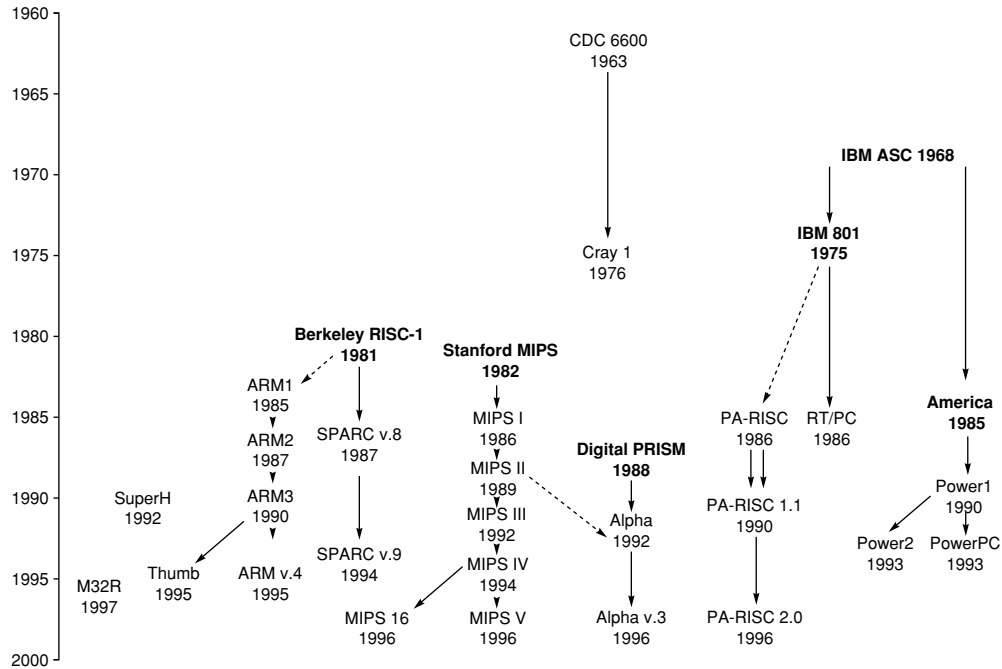 1960
1965
1970
1975
1980
1985
1990
1995
2000
CDC 6600
1963
IBM ASC 1968
IBM 801
1975
Cray 1
1976
Berkeley RISC-1
1981
Stanford MIPS
1982
ARM1
1985
ARM2
1987
ARM3
1990
SuperH
1992
M32R
1997
Thumb
1995
ARM v.4
1995
SPARC v.8
1987
SPARC v.9
1994
MIPS I
1986
MIPS II
1989
MIPS III
1992
MIPS IV
1994
MIPS 16
1996
MIPS V
1996
Digital PRISM
1988
Alpha
1992
Alpha v.3
1996
PA-RISC
1986
PA-RISC 1.1
1990
PA-RISC 2.0
1996
RT/PC
1986
America
1985
Power1
1990
Power2
1993
PowerPC
1993